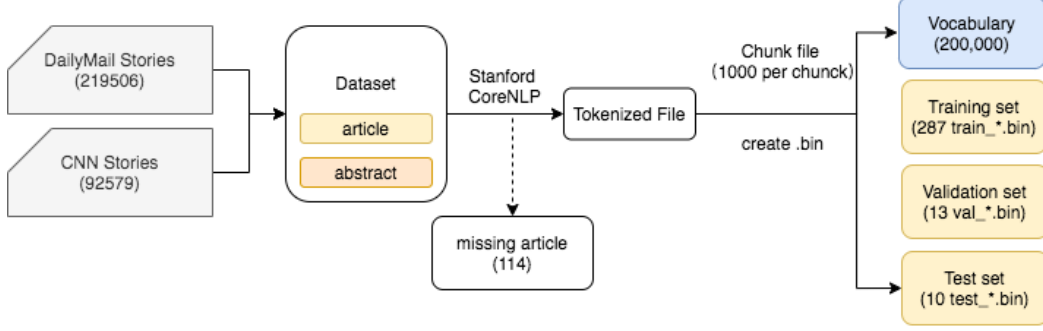 DailyMail Stories
(219506)
CNN Stories
(92579)
Dataset
article
abstract
Stanford
CoreNLP
missing article
(114)
Tokenized File
Chunk file
(1000 per chunck)
create .bin
Vocabulary
(200,000)
Training set
(287 train_*.bin)
Validation set
(13 val_*.bin)
Test set
(10 test_*.bin)